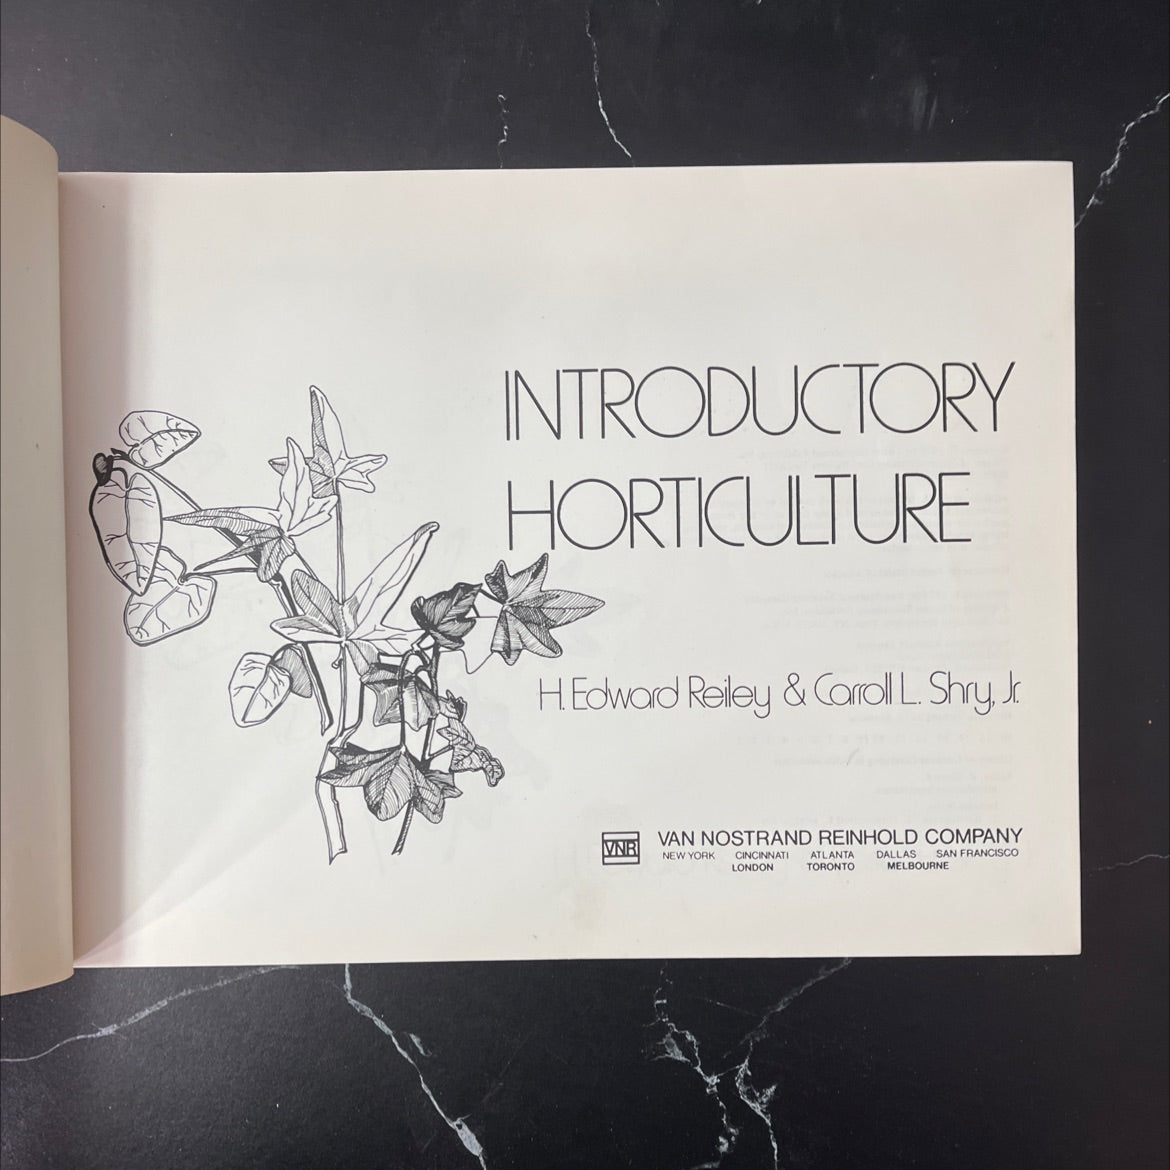 INTRODUCTORY
HORTICULTURE
H. Edward Reiley & Carroll L. Shry, Jr.
VNR
VAN NOSTRAND REINHOLD COMPANY
NEW YORK CINCINNATI ATLANTA DALLAS SAN FRANCISCO
LONDON TORONTO MELBOURNE